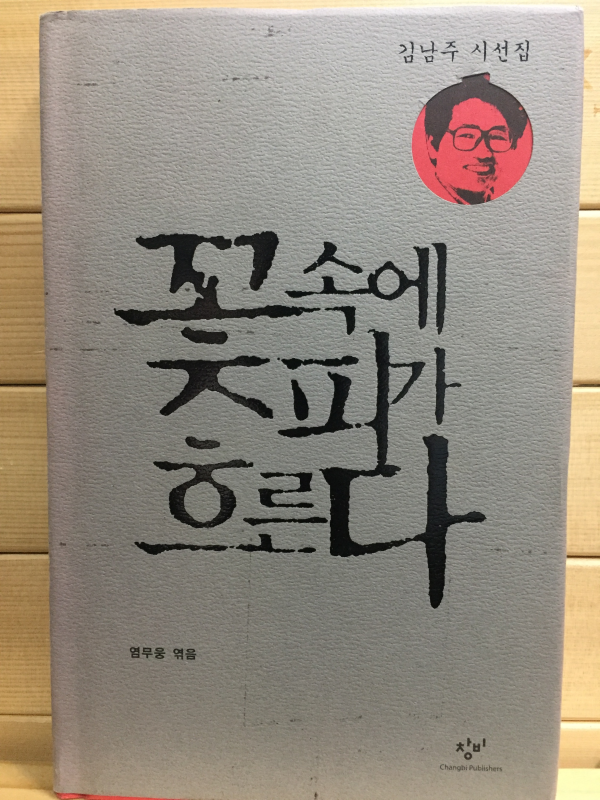 김남주 시선집
꽃 속에
피가
흐른다
염무웅 엮음
창비
Changbi Publishers